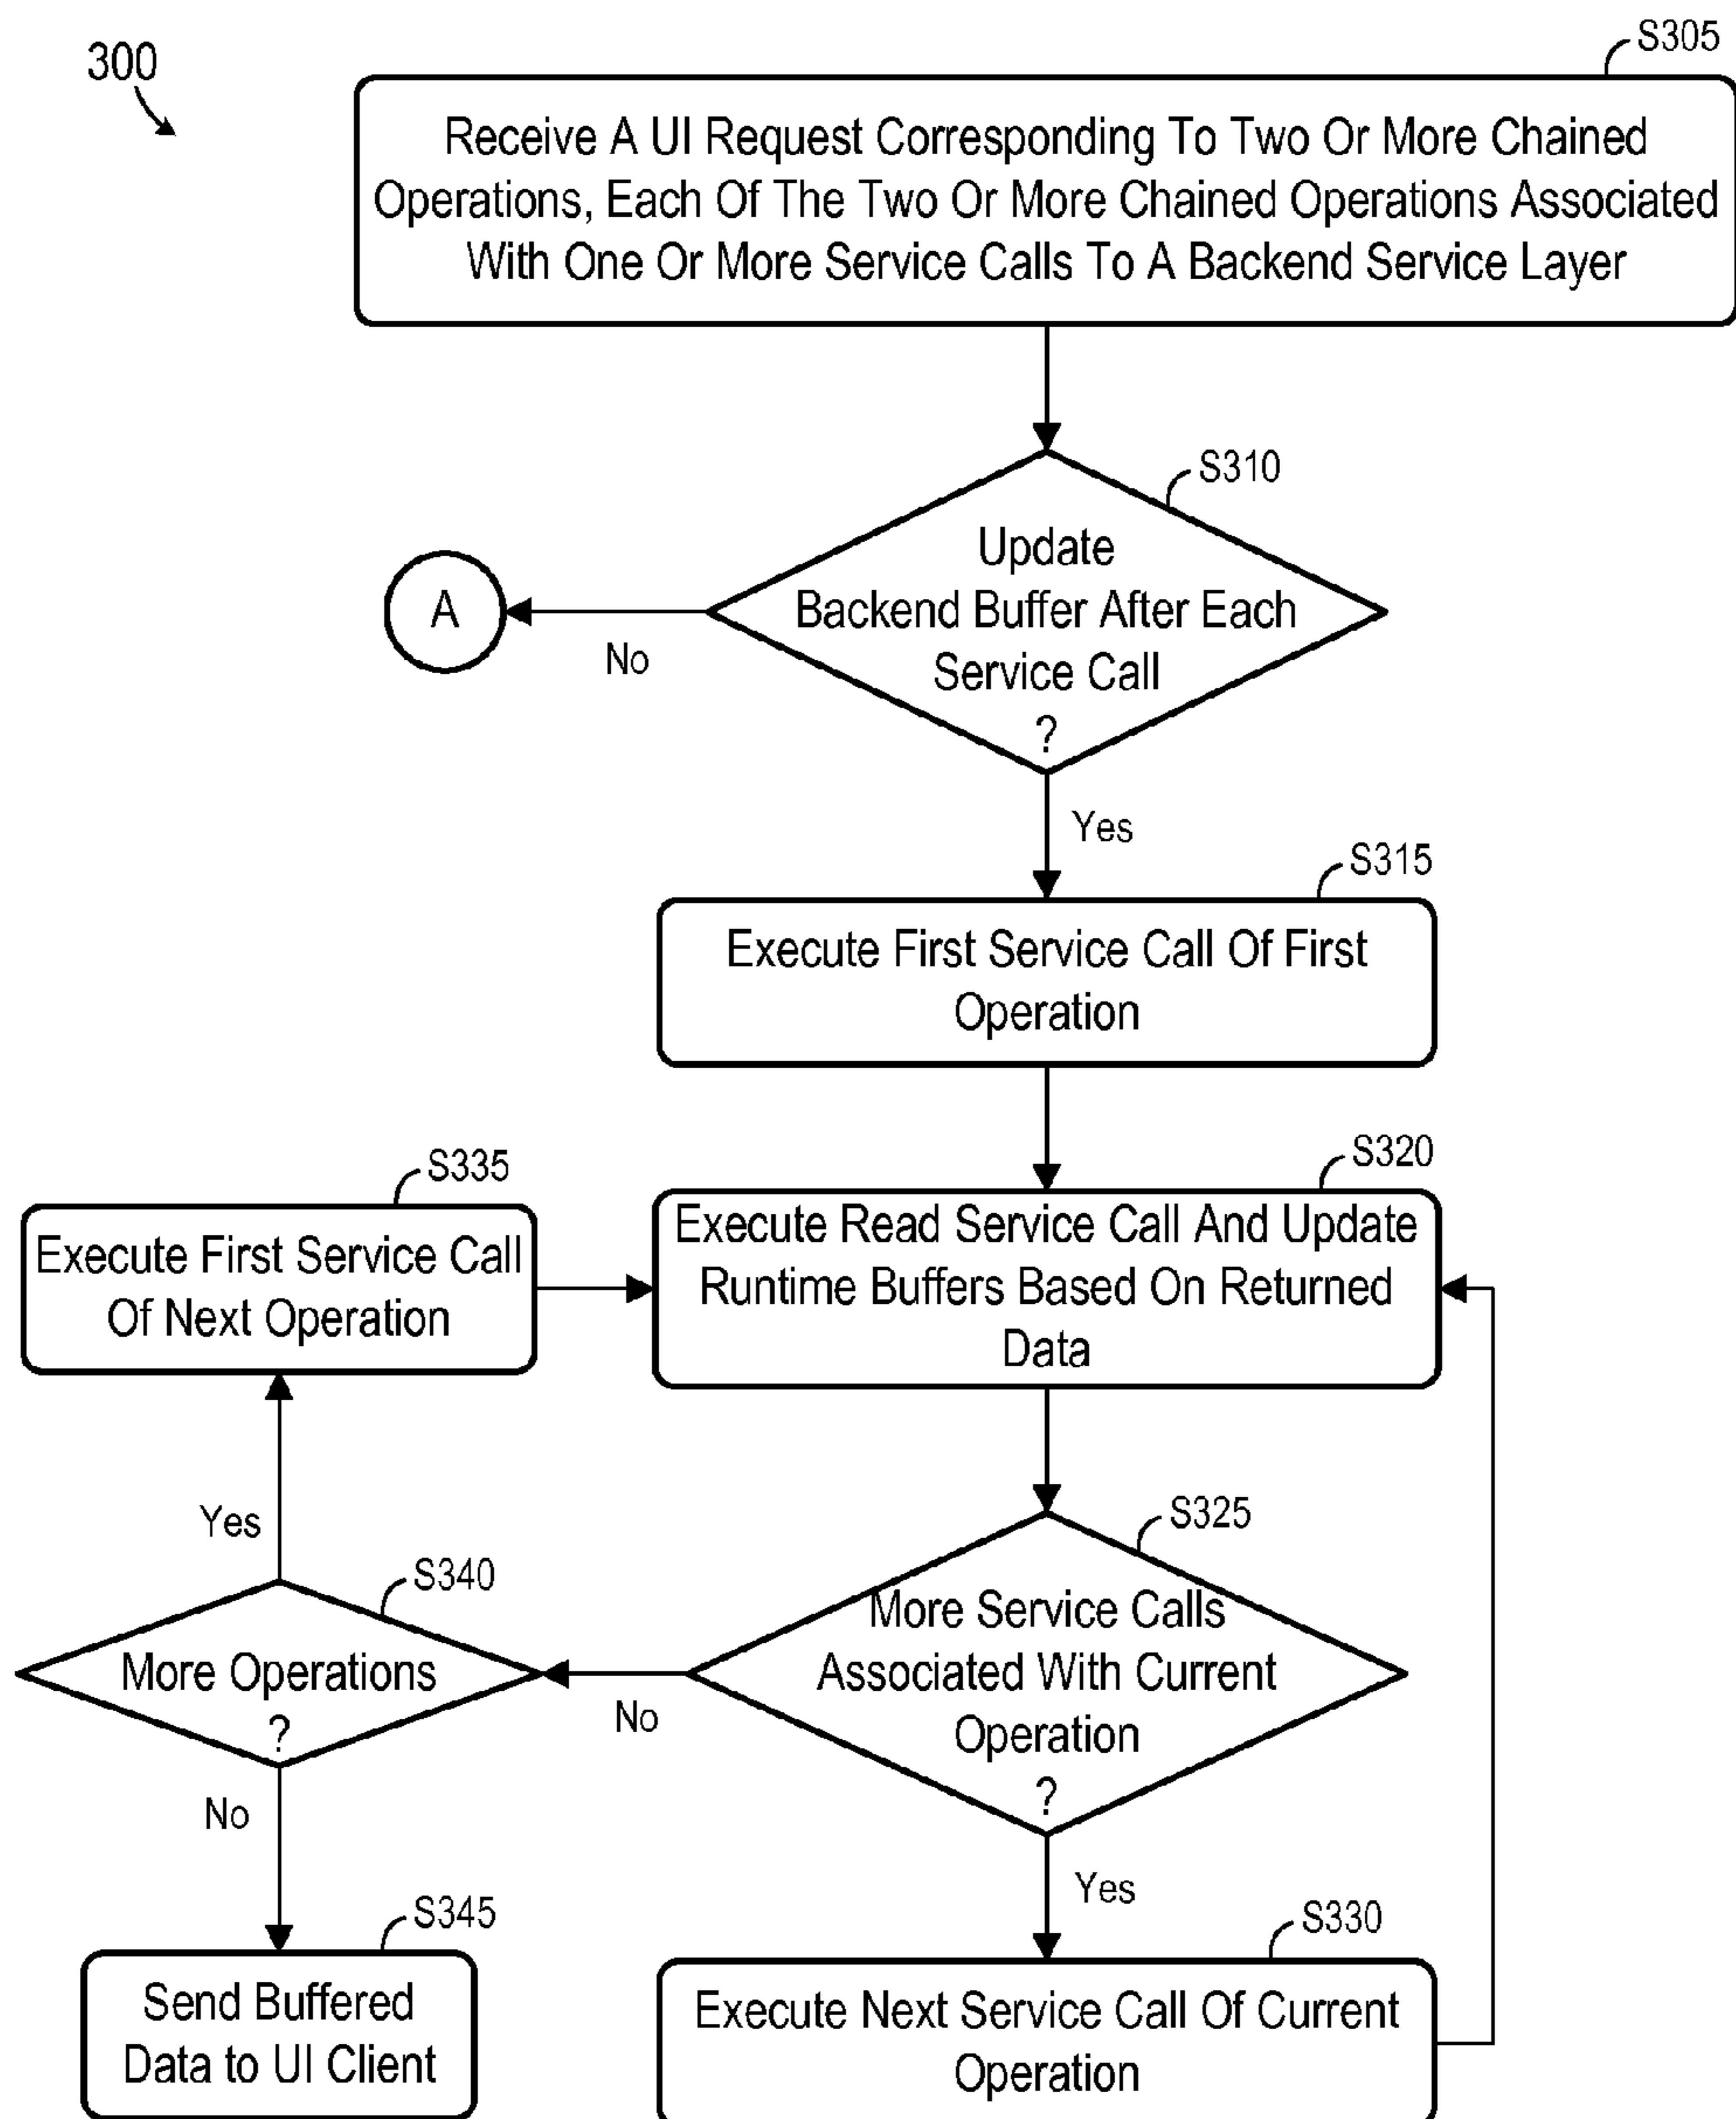 300
S305
Receive A UI Request Corresponding To Two Or More Chained
Operations, Each Of The Two Or More Chained Operations Associated
With One Or More Service Calls To A Backend Service Layer
S310
Update
Backend Buffer After Each
Service Call
?
A
No
Yes
S315
Execute First Service Call Of First
Operation
S335
Execute First Service Call
Of Next Operation
S320
Execute Read Service Call And Update
Runtime Buffers Based On Returned
Data
Yes
S340
More Operations
?
No
S325
More Service Calls
Associated With Current
Operation
?
No
Yes
S345
Send Buffered
Data to UI Client
S330
Execute Next Service Call Of Current
Operation